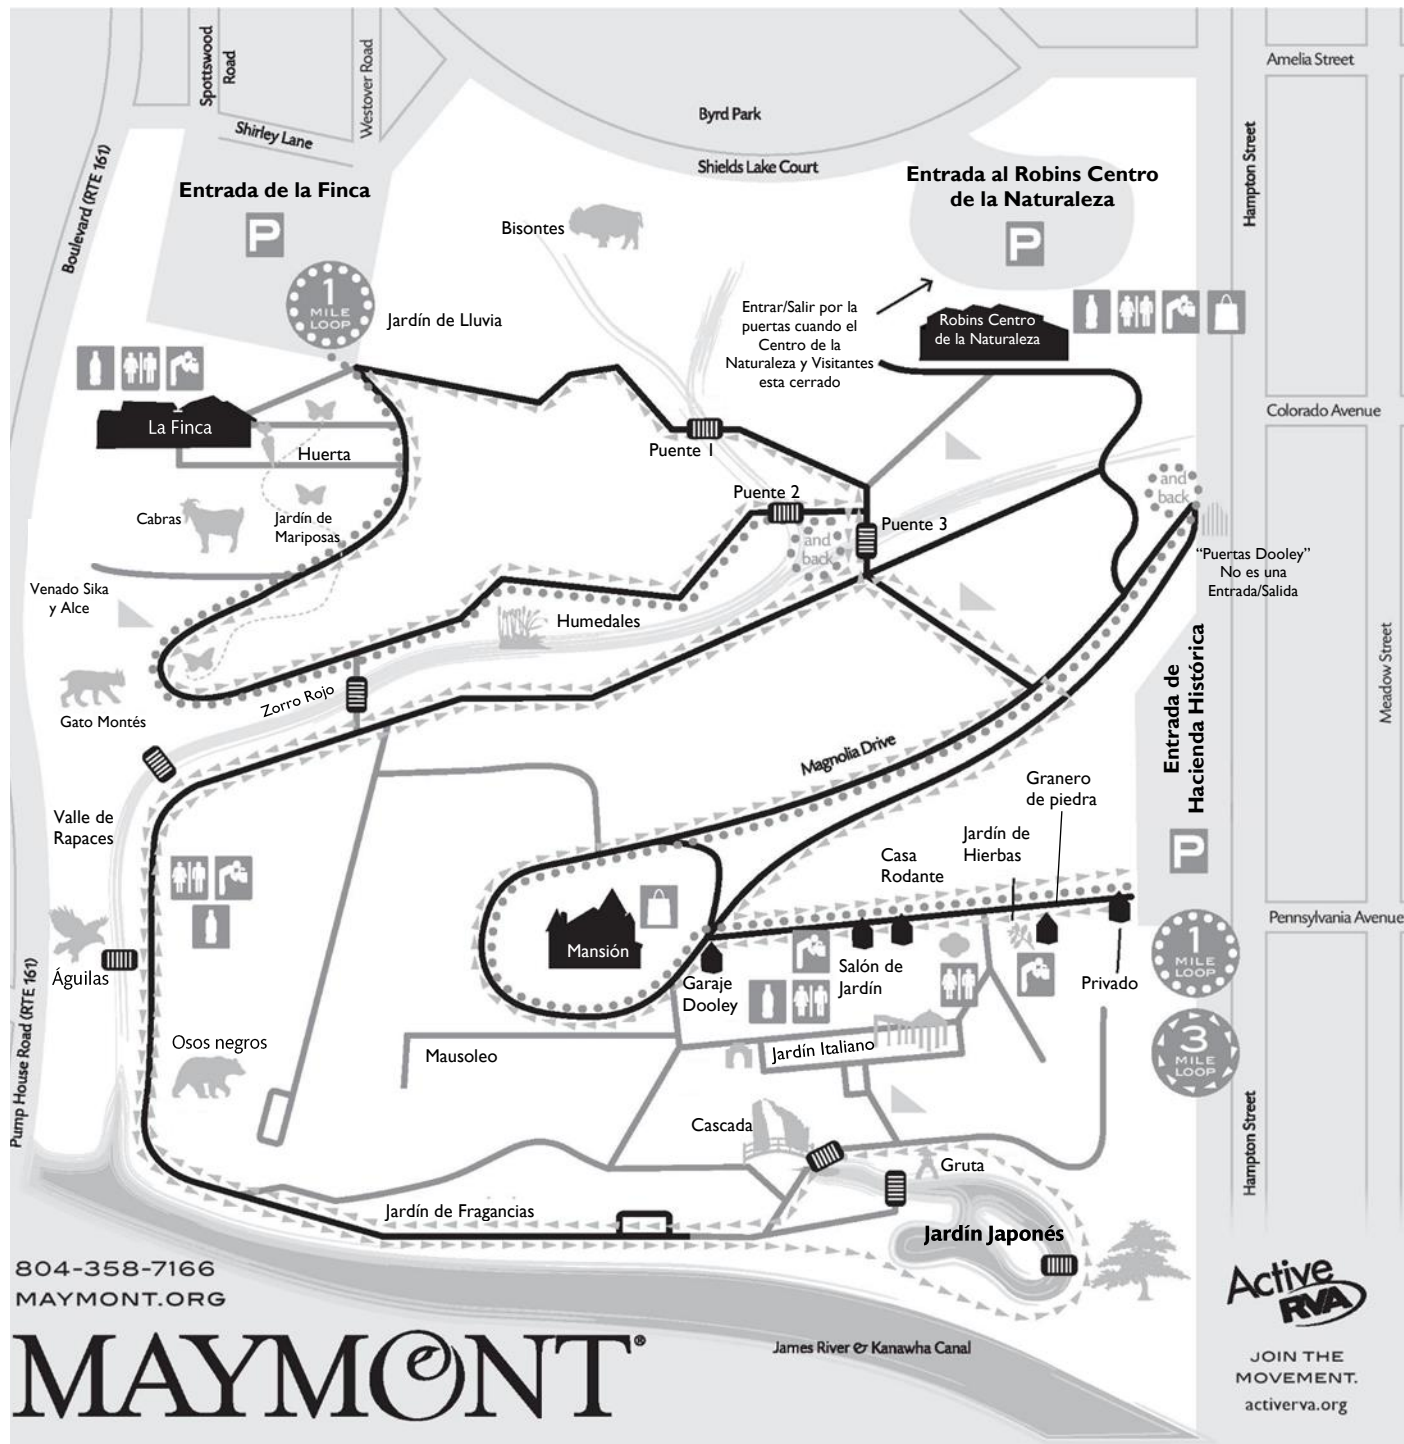 Spottswood
Road
Westover Road
Shirley Lane
Boulevard (RTE 161)
Byrd Park
Shields Lake Court
Amelia Street
Hampton Street
Entrada de la Finca
P
Entrada al Robins Centro
de la Naturaleza
P
Bisontes
1
MILE
LOOP
Jardín de Lluvia
Entrar/Salir por la
puertas cuando el
Centro de la
Naturaleza y Visitantes
esta cerrado
Robins Centro
de la Naturaleza
Colorado Avenue
La Finca
Huerta
Puente 1
Puente 2
Puente 3
and
back
and
back
Cabras
Jardín de
Mariposas
"Puertas Dooley"
No es una
Entrada/Salida
Venado Sika
y Alce
Humedales
Gato Montés
Zorro Rojo
Entrada de
Hacienda Histórica
Meadow Street
Magnolia Drive
Granero
de piedra
Valle de
Rapaces
Jardín de
Hierbas
Casa
Rodante
P
Pennsylvania Avenue
Mansión
Águilas
Garaje
Dooley
Salón de
Jardín
Privado
1
MILE
LOOP
Pump House Road (RTE 161)
Osos negros
Mausoleo
Jardín Italiano
3
MILE
LOOP
Cascada
Gruta
Hampton Street
Jardín de Fragancias
Jardín Japonés
804-358-7166
MAYMONT.ORG
MAYMONT®
James River & Kanawha Canal
Active
RVA
JOIN THE
MOVEMENT.
activerva.org